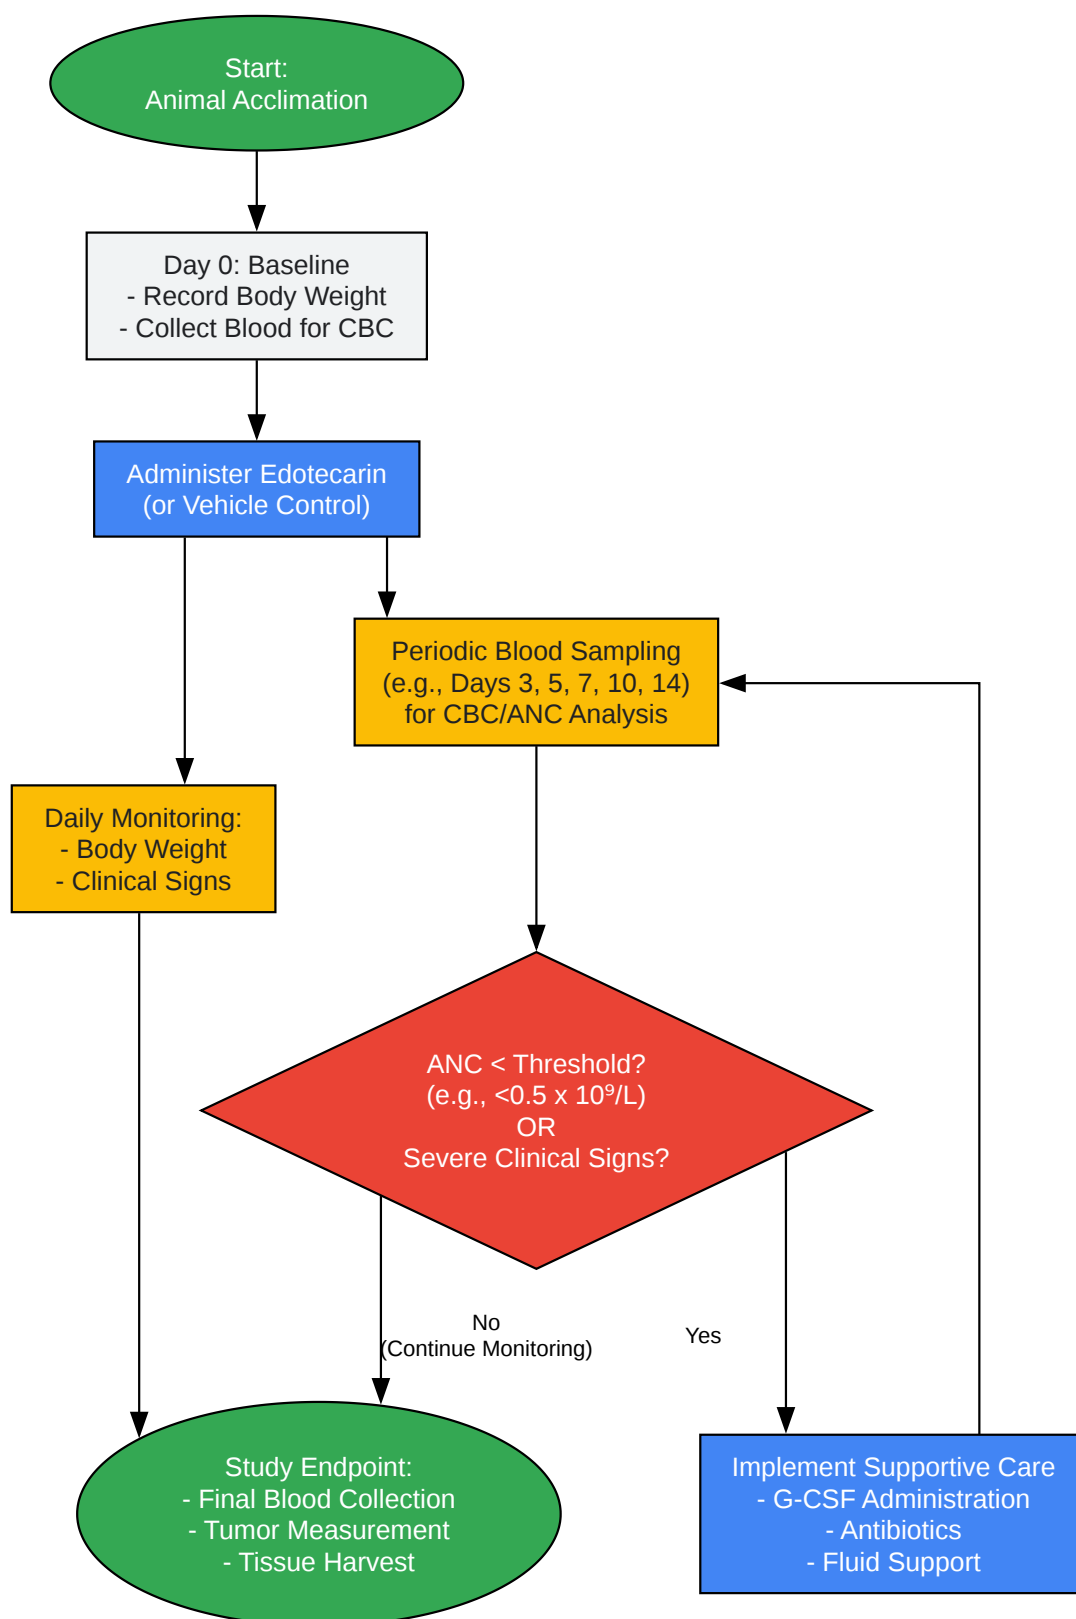 Start:
Animal Acclimation
Day 0: Baseline
- Record Body Weight
- Collect Blood for CBC
Administer Edotecarin
(or Vehicle Control)
Periodic Blood Sampling
(e.g., Days 3, 5, 7, 10, 14)
for CBC/ANC Analysis
Daily Monitoring:
- Body Weight
- Clinical Signs
ANC < Threshold?
(e.g., <0.5 x 10⁹/L)
OR
Severe Clinical Signs?
No
(Continue Monitoring)
Yes
Study Endpoint:
- Final Blood Collection
- Tumor Measurement
- Tissue Harvest
Implement Supportive Care
- G-CSF Administration
- Antibiotics
- Fluid Support